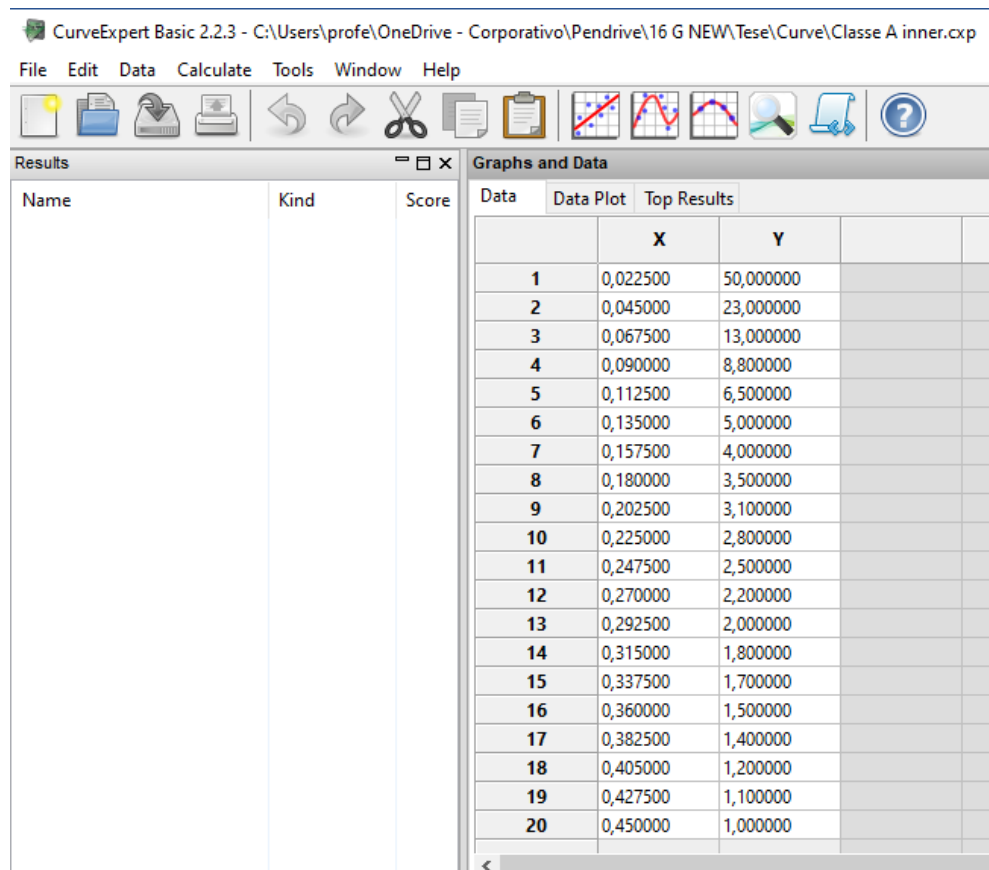 CurveExpert Basic 2.2.3 - C:\Users\profe\OneDrive - Corporativo\Pendrive\16 G NEW\Tese\Curve\Classe A inner.cxp
File Edit Data Calculate Tools Window Help
Results
Name Kind Score
Graphs and Data
Data Data Plot Top Results
X Y
1 0,022500 50,000000
2 0,045000 23,000000
3 0,067500 13,000000
4 0,090000 8,800000
5 0,112500 6,500000
6 0,135000 5,000000
7 0,157500 4,000000
8 0,180000 3,500000
9 0,202500 3,100000
10 0,225000 2,800000
11 0,247500 2,500000
12 0,270000 2,200000
13 0,292500 2,000000
14 0,315000 1,800000
15 0,337500 1,700000
16 0,360000 1,500000
17 0,382500 1,400000
18 0,405000 1,200000
19 0,427500 1,100000
20 0,450000 1,000000